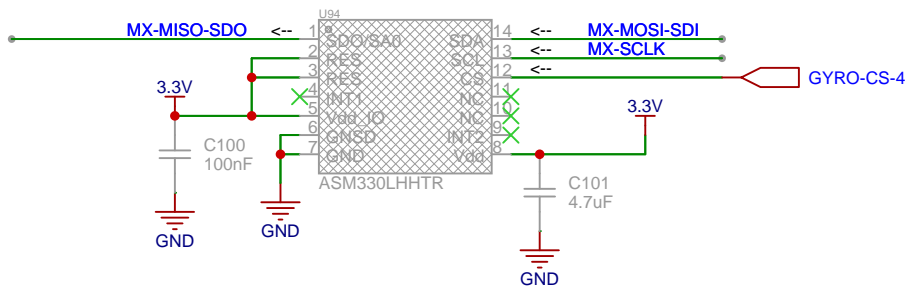 U94
MX-MISO-SDO <-- 1 SDO/SA0 SDA 14 <-- MX-MOSI-SDI
2 RES SCL 13 <-- MX-SCLK
3 RES CS 12 <-- GYRO-CS-4
4 INT1 NC 11
3.3V 5 Vdd_IO NC 10 3.3V
6 GNSD INT2 9
7 GND Vdd 8
C100
100nF
ASM330LHHTR
C101
4.7uF
GND
GND
GND